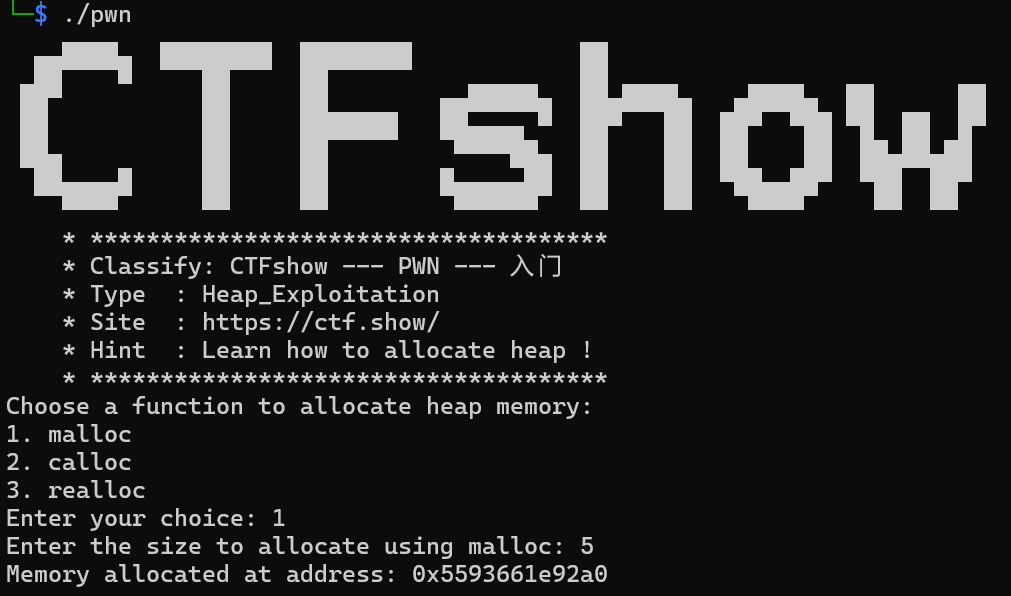 └─$ ./pwn
CTFshow
* *************************************
* Classify: CTFshow --- PWN --- 入门
* Type  : Heap_Exploitation
* Site  : https://ctf.show/
* Hint  : Learn how to allocate heap !
* *************************************
Choose a function to allocate heap memory:
1. malloc
2. calloc
3. realloc
Enter your choice: 1
Enter the size to allocate using malloc: 5
Memory allocated at address: 0x5593661e92a0